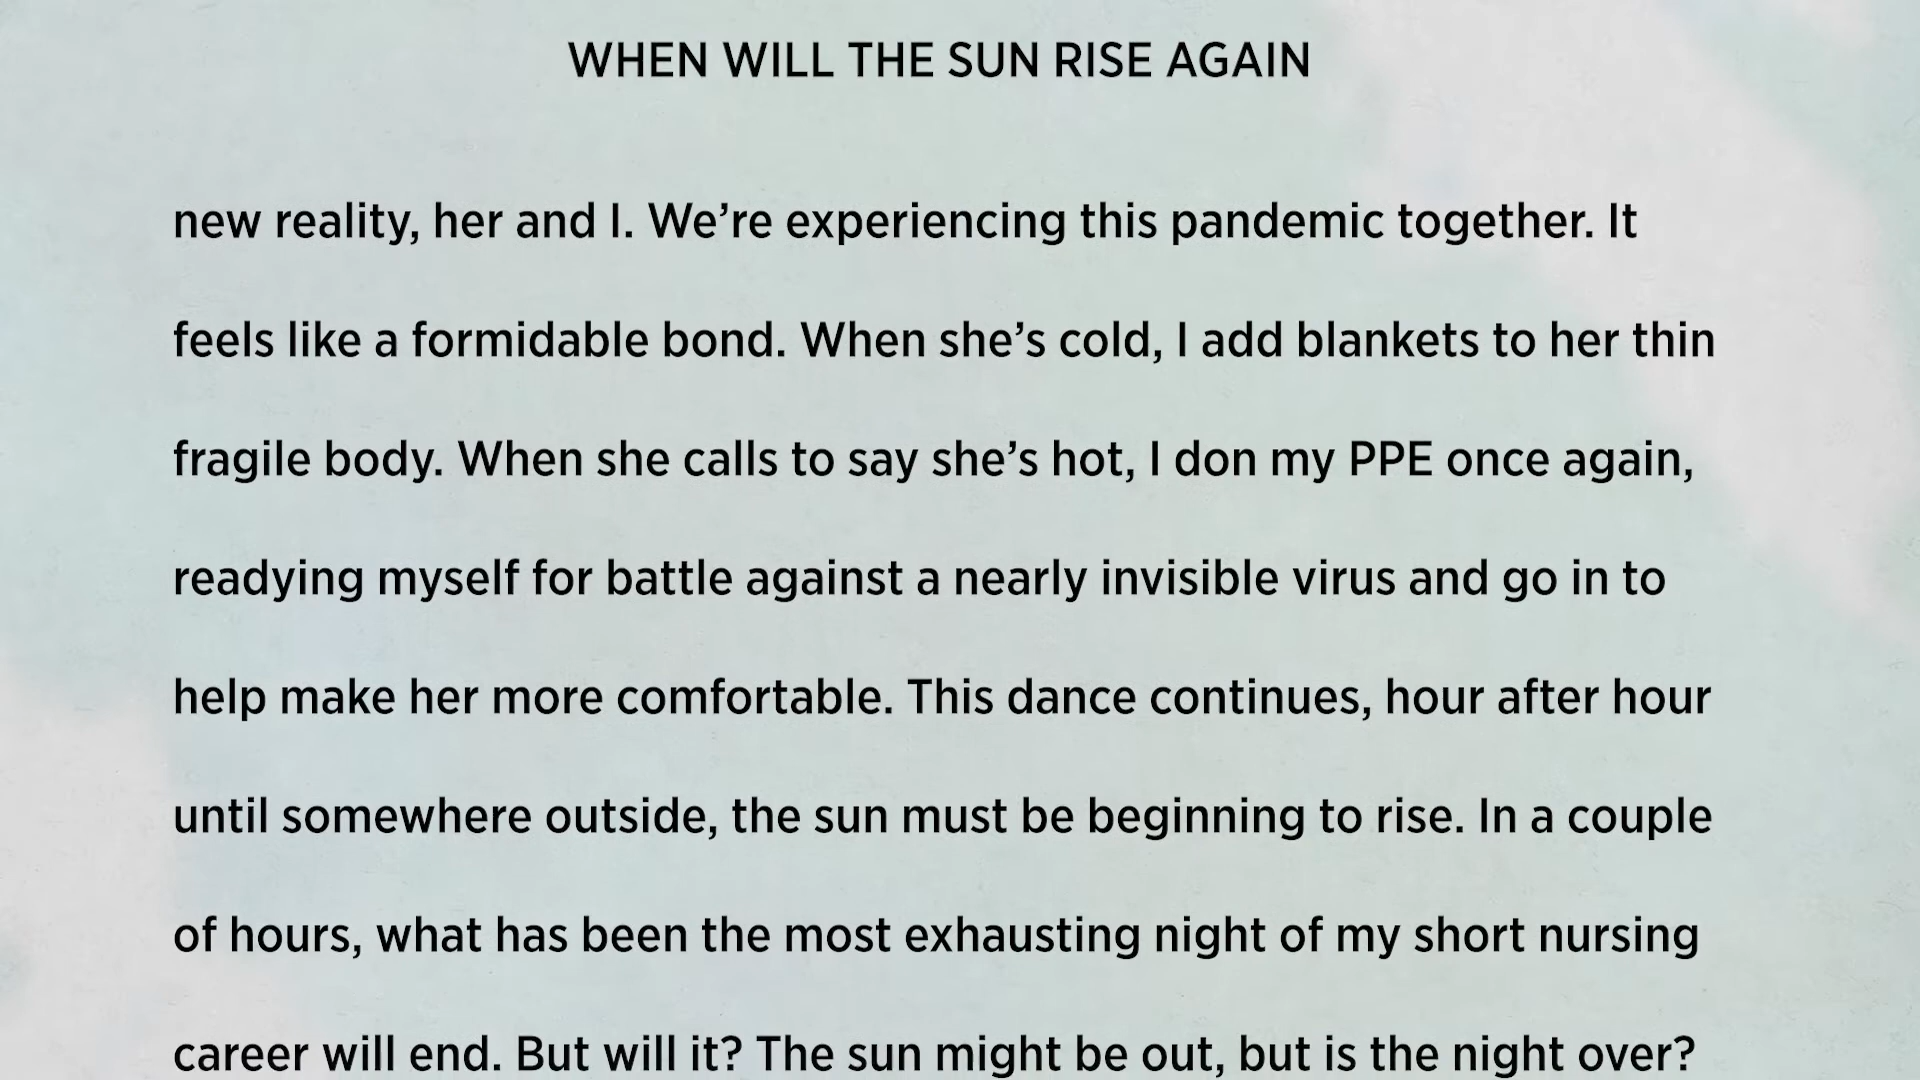 WHEN WILL THE SUN RISE AGAIN
new reality, her and I. We’re experiencing this pandemic together. It
feels like a formidable bond. When she’s cold, I add blankets to her thin
fragile body. When she calls to say she’s hot, I don my PPE once again,
readying myself for battle against a nearly invisible virus and go in to
help make her more comfortable. This dance continues, hour after hour
until somewhere outside, the sun must be beginning to rise. In a couple
of hours, what has been the most exhausting night of my short nursing
career will end. But will it? The sun might be out, but is the night over?